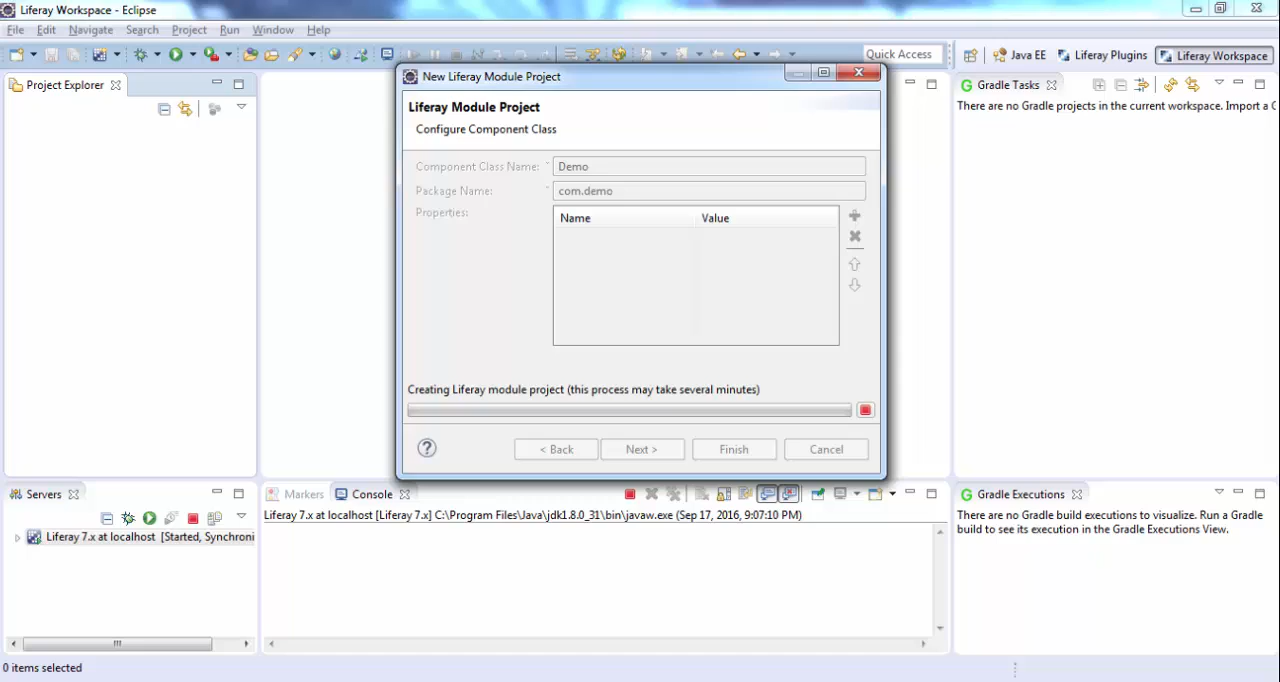 Liferay Workspace - Eclipse
File Edit Navigate Search Project Run Window Help
Quick Access
Java EE
Liferay Plugins
Liferay Workspace
Project Explorer
New Liferay Module Project
Liferay Module Project
Configure Component Class
Component Class Name: *
Demo
Package Name: *
com.demo
Properties:
Name Value
Creating Liferay module project (this process may take several minutes)
?
< Back
Next >
Finish
Cancel
Gradle Tasks
There are no Gradle projects in the current workspace. Import a G
Servers
Liferay 7.x at localhost [Started, Synchroni
Markers
Console
Liferay 7.x at localhost [Liferay 7.x] C:\Program Files\Java\jdk1.8.0_31\bin\javaw.exe (Sep 17, 2016, 9:07:10 PM)
Gradle Executions
There are no Gradle build executions to visualize. Run a Gradle
build to see its execution in the Gradle Executions View.
0 items selected